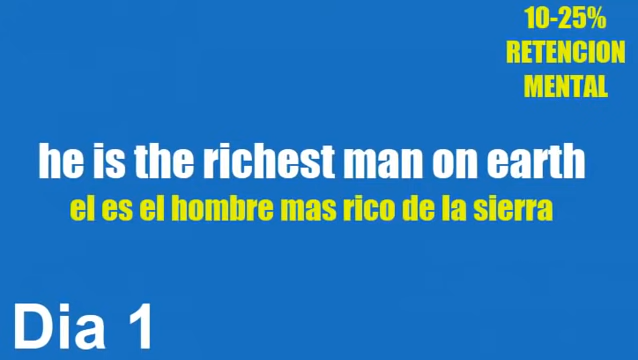 10-25%
RETENCION
MENTAL
he is the richest man on earth
el es el hombre mas rico de la sierra
Dia 1